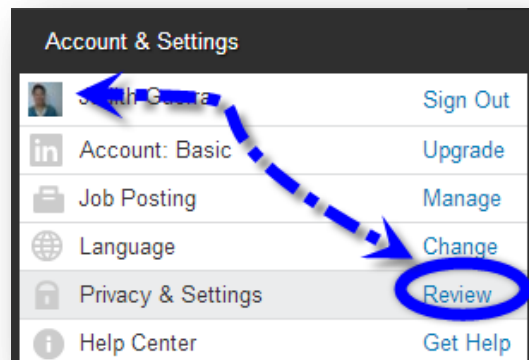 Account & Settings
Sign Out
in Account: Basic Upgrade
Job Posting Manage
Language Change
Privacy & Settings Review
Help Center Get Help